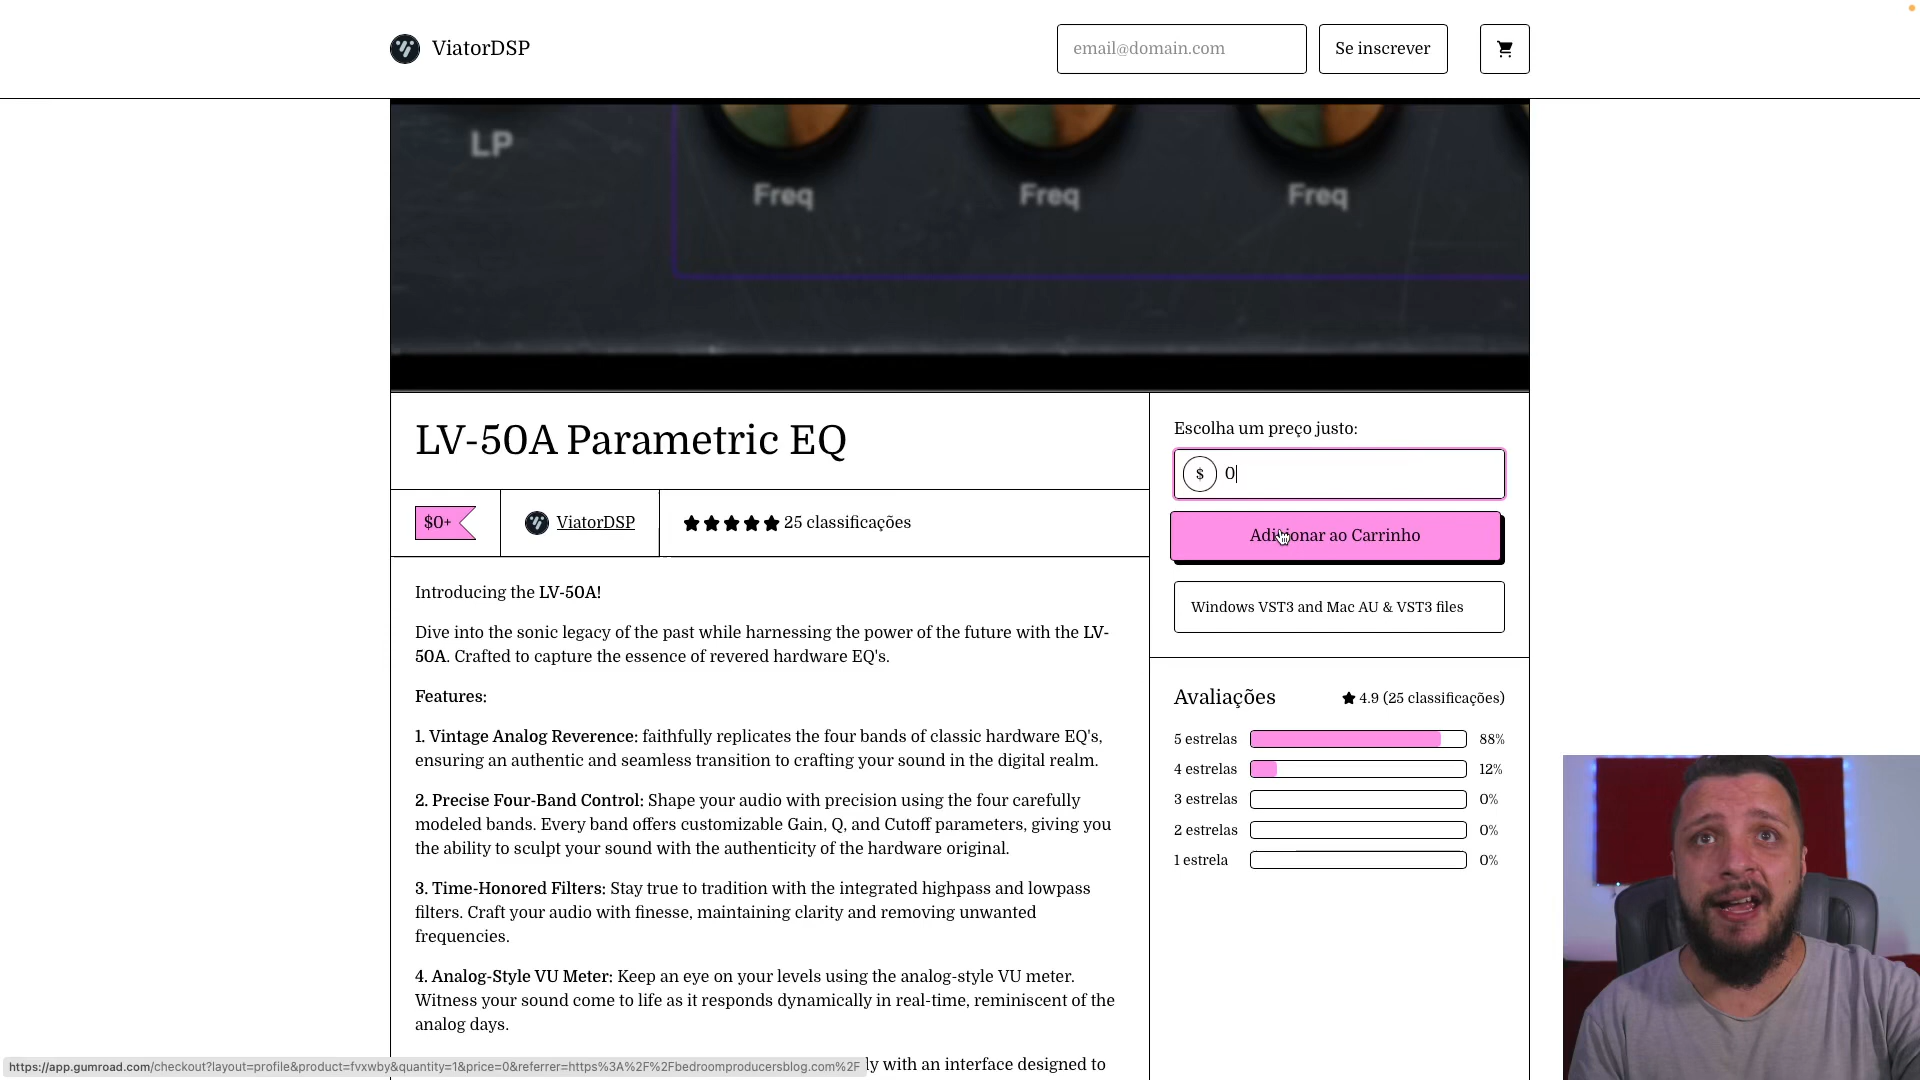 ViatorDSP
email@domain.com
Se inscrever
LP
Freq
Freq
Freq
LV-50A Parametric EQ
$0+
ViatorDSP
25 classificações
Introducing the LV-50A!
Dive into the sonic legacy of the past while harnessing the power of the future with the LV-
50A. Crafted to capture the essence of revered hardware EQ's.
Features:
1. Vintage Analog Reverence: faithfully replicates the four bands of classic hardware EQ's,
ensuring an authentic and seamless transition to crafting your sound in the digital realm.
2. Precise Four-Band Control: Shape your audio with precision using the four carefully
modeled bands. Every band offers customizable Gain, Q, and Cutoff parameters, giving you
the ability to sculpt your sound with the authenticity of the hardware original.
3. Time-Honored Filters: Stay true to tradition with the integrated highpass and lowpass
filters. Craft your audio with finesse, maintaining clarity and removing unwanted
frequencies.
4. Analog-Style VU Meter: Keep an eye on your levels using the analog-style VU meter.
Witness your sound come to life as it responds dynamically in real-time, reminiscent of the
analog days.
ly with an interface designed to
Escolha um preço justo:
$ 0
Adicionar ao Carrinho
Windows VST3 and Mac AU & VST3 files
Avaliações
4.9 (25 classificações)
5 estrelas 88%
4 estrelas 12%
3 estrelas 0%
2 estrelas 0%
1 estrela 0%
https://app.gumroad.com/checkout?layout=profile&product=fvxwby&quantity=1&price=0&referrer=https%3A%2F%2Fbedroomproducersblog.com%2F